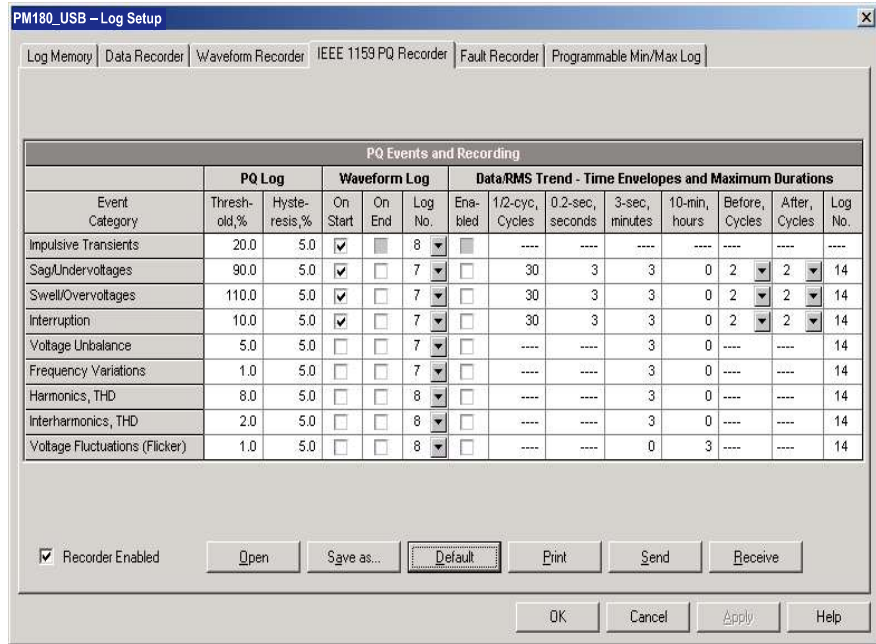 PM180_USB – Log Setup
Log Memory Data Recorder Waveform Recorder IEEE 1159 PQ Recorder Fault Recorder Programmable Min/Max Log
PQ Events and Recording
PQ Log Waveform Log Data/RMS Trend - Time Envelopes and Maximum Durations
Event Category Thresh-old,% Hyste-resis,% On Start On End Log No. Ena-bled 1/2-cyc, Cycles 0.2-sec, seconds 3-sec, minutes 10-min, hours Before, Cycles After, Cycles Log No.
Impulsive Transients 20.0 5.0 8 ---- ---- ---- ---- ---- ---- ----
Sag/Undervoltages 90.0 5.0 7 30 3 3 0 2 2 14
Swell/Overvoltages 110.0 5.0 7 30 3 3 0 2 2 14
Interruption 10.0 5.0 7 30 3 3 0 2 2 14
Voltage Unbalance 5.0 5.0 7 ---- ---- 3 0 ---- ---- 14
Frequency Variations 1.0 5.0 7 ---- ---- 3 0 ---- ---- 14
Harmonics, THD 8.0 5.0 8 ---- ---- 3 0 ---- ---- 14
Interharmonics, THD 2.0 5.0 8 ---- ---- 3 0 ---- ---- 14
Voltage Fluctuations (Flicker) 1.0 5.0 8 ---- ---- 0 3 ---- ---- 14
Recorder Enabled Open Save as... Default Print Send Receive
OK Cancel Apply Help